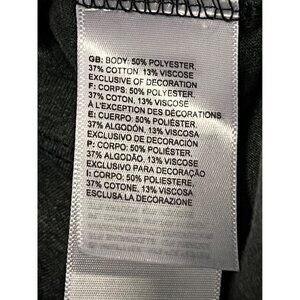 GB: BODY: 50% POLYESTER,
37% COTTON, 13% VISCOSE
EXCLUSIVE OF DECORATION
F: CORPS: 50% POLYESTER,
37% COTON, 13% VISCOSE
À L'EXCEPTION DES DÉCORATIONS
E: CUERPO: 50% POLIÉSTER,
37% ALGODÓN, 13% VISCOSA
EXCLUSIVO DE DECORACIÓN
P: CORPO: 50% POLIÉSTER,
37% ALGODÃO, 13% VISCOSE
EXCLUSIVO PARA DECORAÇÃO
I: CORPO: 50% POLIESTERE,
37% COTONE, 13% VISCOSA
ESCLUSA LA DECORAZIONE